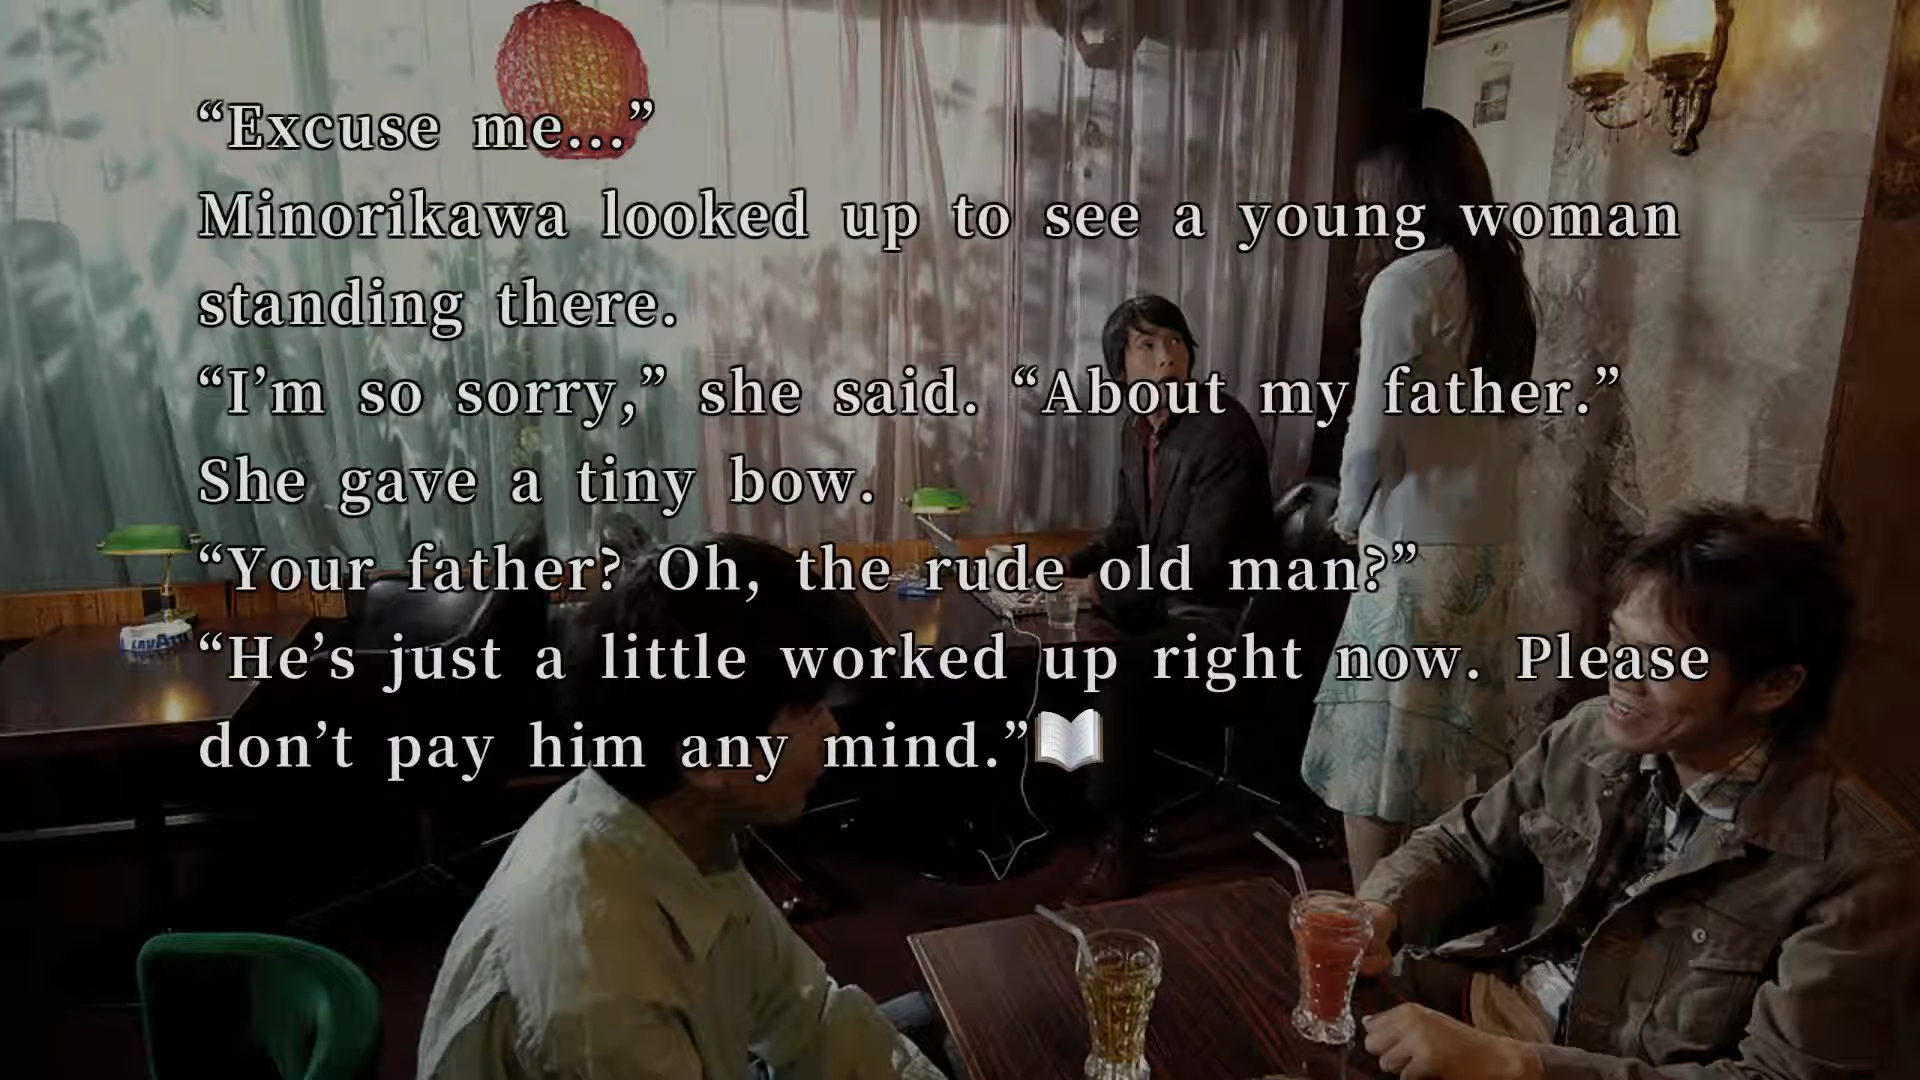 “Excuse me...”
Minorikawa looked up to see a young woman
standing there.
“I’m so sorry,” she said. “About my father.”
She gave a tiny bow.
“Your father? Oh, the rude old man?”
“He’s just a little worked up right now. Please
don’t pay him any mind.”